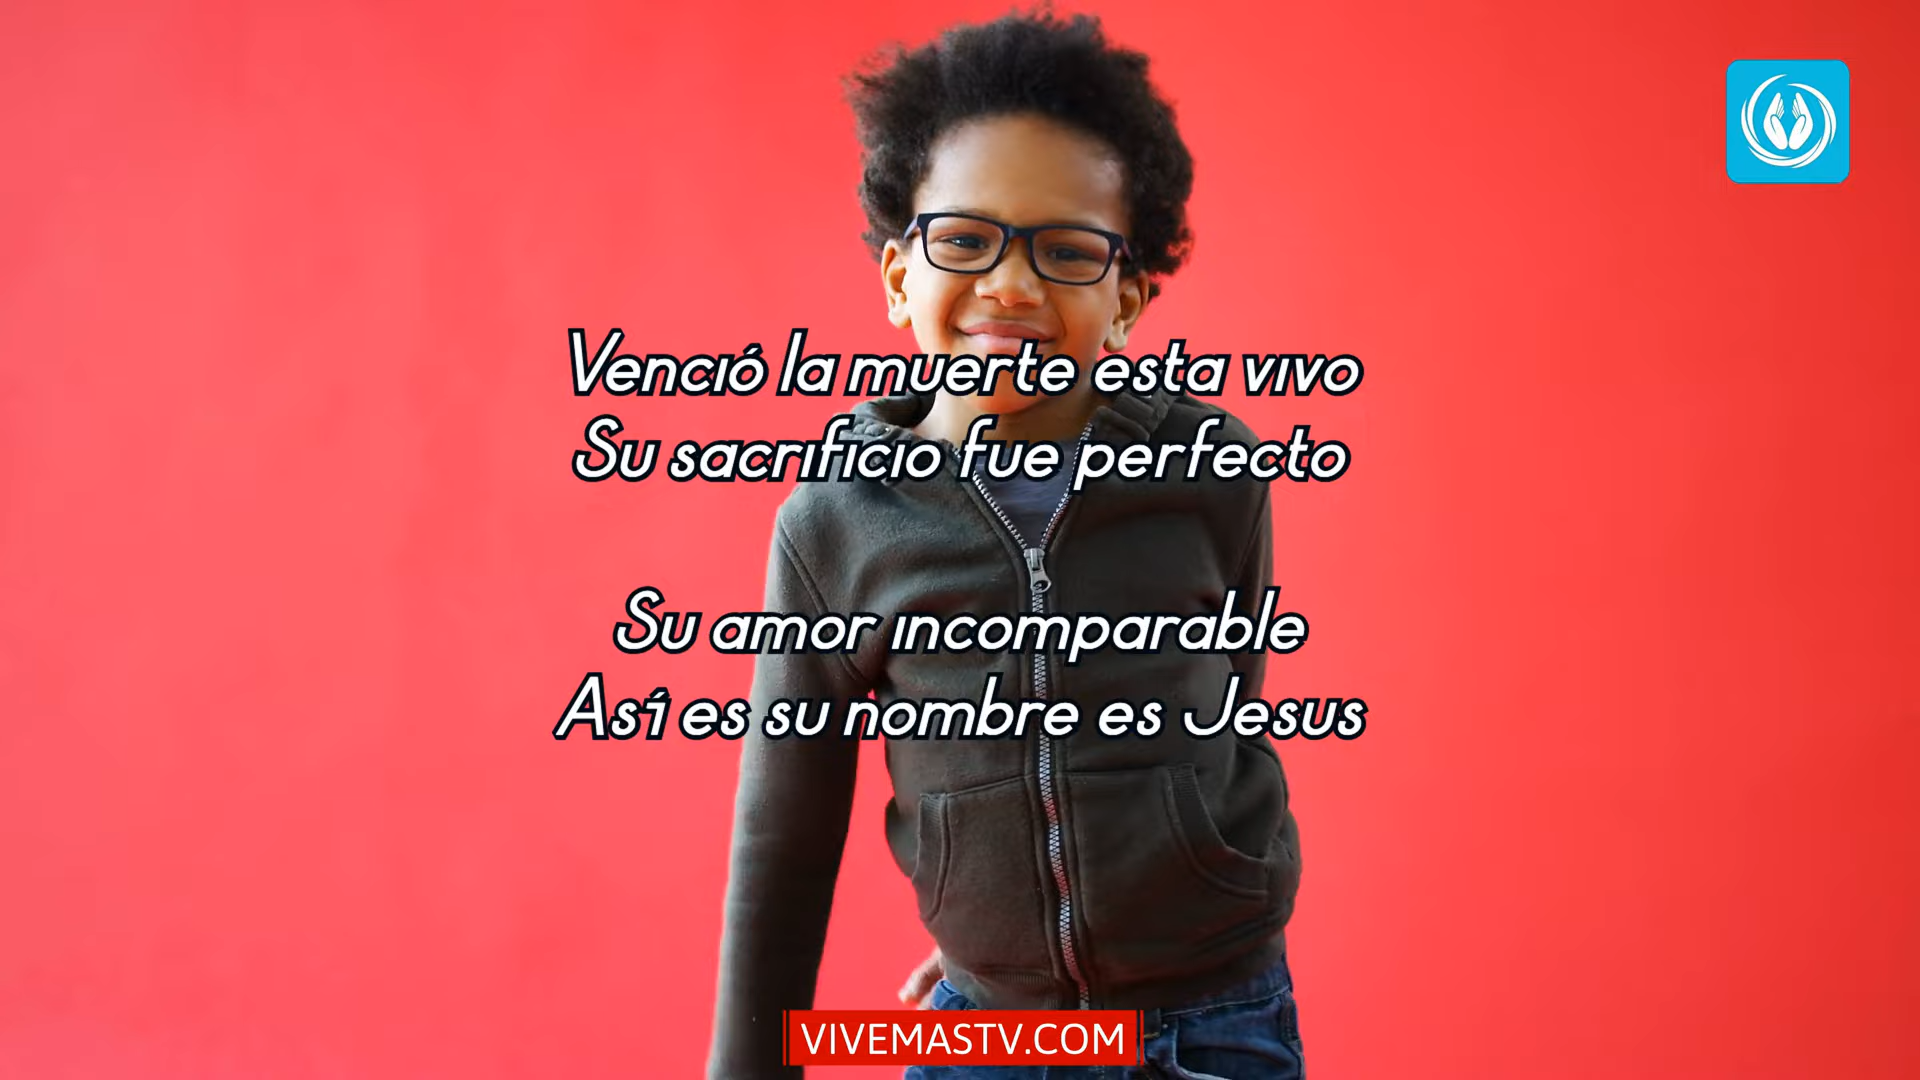 Venció la muerte esta vivo
Su sacrificio fue perfecto
Su amor incomparable
Así es su nombre es Jesus
VIVEMASTV.COM